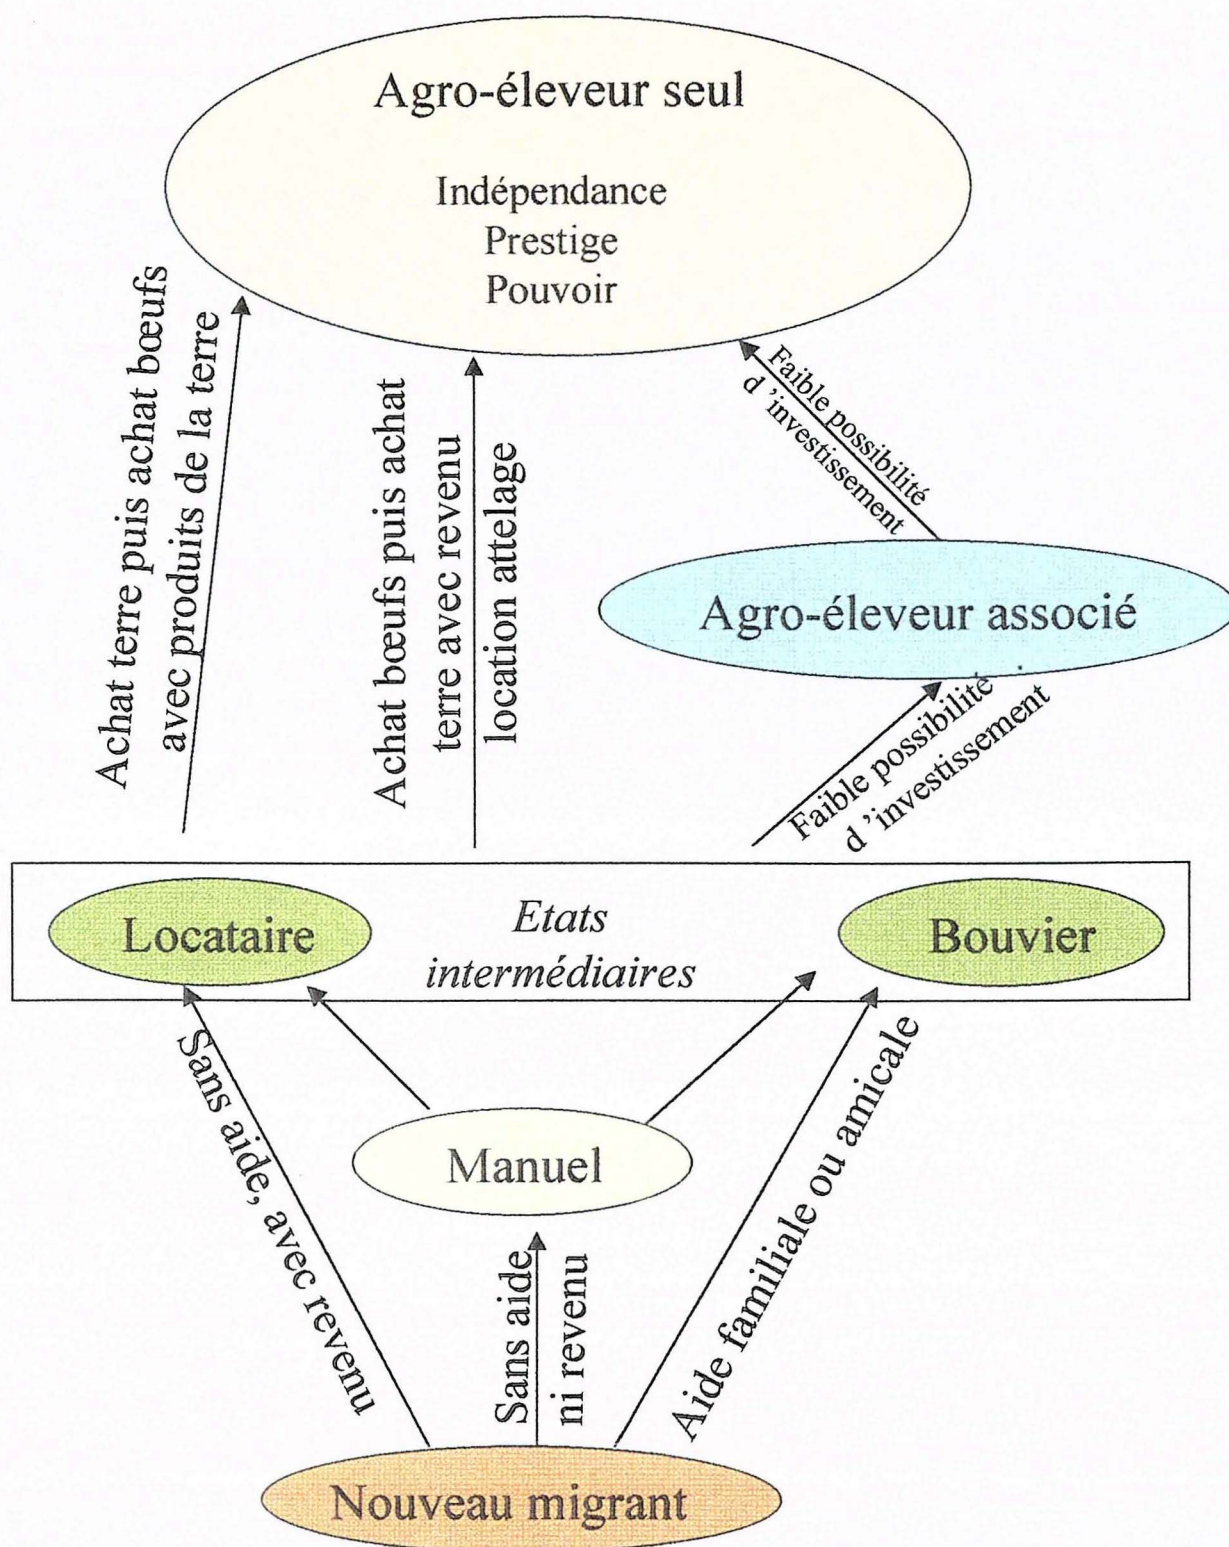 Agro-éleveur seul
Indépendance
Prestige
Pouvoir
Achat terre puis achat bœufs
avec produits de la terre
Achat bœufs puis achat
terre avec revenu
location attelage
Faible possibilité
d ’investissement
Agro-éleveur associé
Faible possibilité
d ’investissement
Locataire
Etats
intermédiaires
Bouvier
Sans aide, avec revenu
Manuel
Sans aide
ni revenu
Aide familiale ou amicale
Nouveau migrant